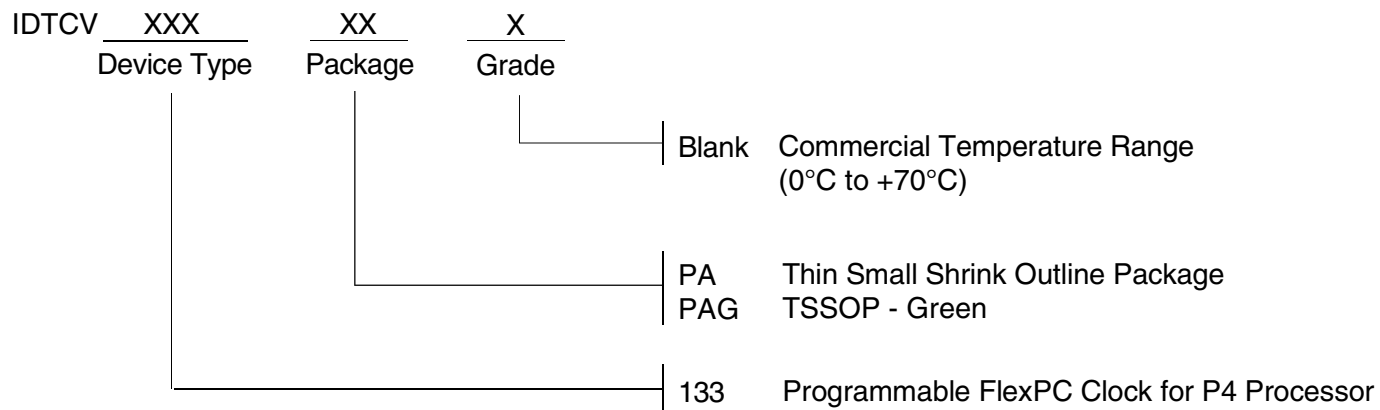 IDTCV XXX XX X
Device Type Package Grade
Blank Commercial Temperature Range
(0°C to +70°C)
PA Thin Small Shrink Outline Package
PAG TSSOP - Green
133 Programmable FlexPC Clock for P4 Processor